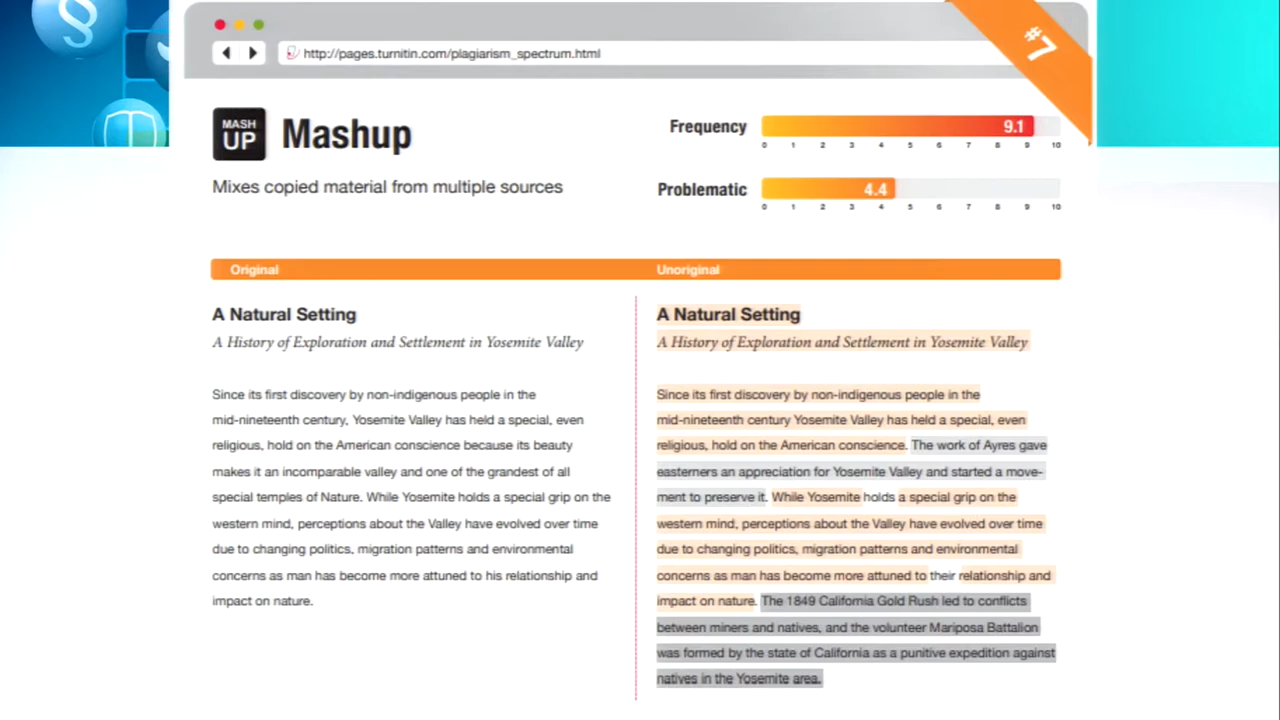 §
#7
http://pages.turnitin.com/plagiarism_spectrum.html
MASH
UP
Mashup
Mixes copied material from multiple sources
Frequency
9.1
0 1 2 3 4 5 6 7 8 9 10
Problematic
4.4
0 1 2 3 4 5 6 7 8 9 10
Original
A Natural Setting
A History of Exploration and Settlement in Yosemite Valley
Since its first discovery by non-indigenous people in the
mid-nineteenth century, Yosemite Valley has held a special, even
religious, hold on the American conscience because its beauty
makes it an incomparable valley and one of the grandest of all
special temples of Nature. While Yosemite holds a special grip on the
western mind, perceptions about the Valley have evolved over time
due to changing politics, migration patterns and environmental
concerns as man has become more attuned to his relationship and
impact on nature.
Unoriginal
A Natural Setting
A History of Exploration and Settlement in Yosemite Valley
Since its first discovery by non-indigenous people in the
mid-nineteenth century Yosemite Valley has held a special, even
religious, hold on the American conscience. The work of Ayres gave
easterners an appreciation for Yosemite Valley and started a move-
ment to preserve it. While Yosemite holds a special grip on the
western mind, perceptions about the Valley have evolved over time
due to changing politics, migration patterns and environmental
concerns as man has become more attuned to their relationship and
impact on nature. The 1849 California Gold Rush led to conflicts
between miners and natives, and the volunteer Mariposa Battalion
was formed by the state of California as a punitive expedition against
natives in the Yosemite area.